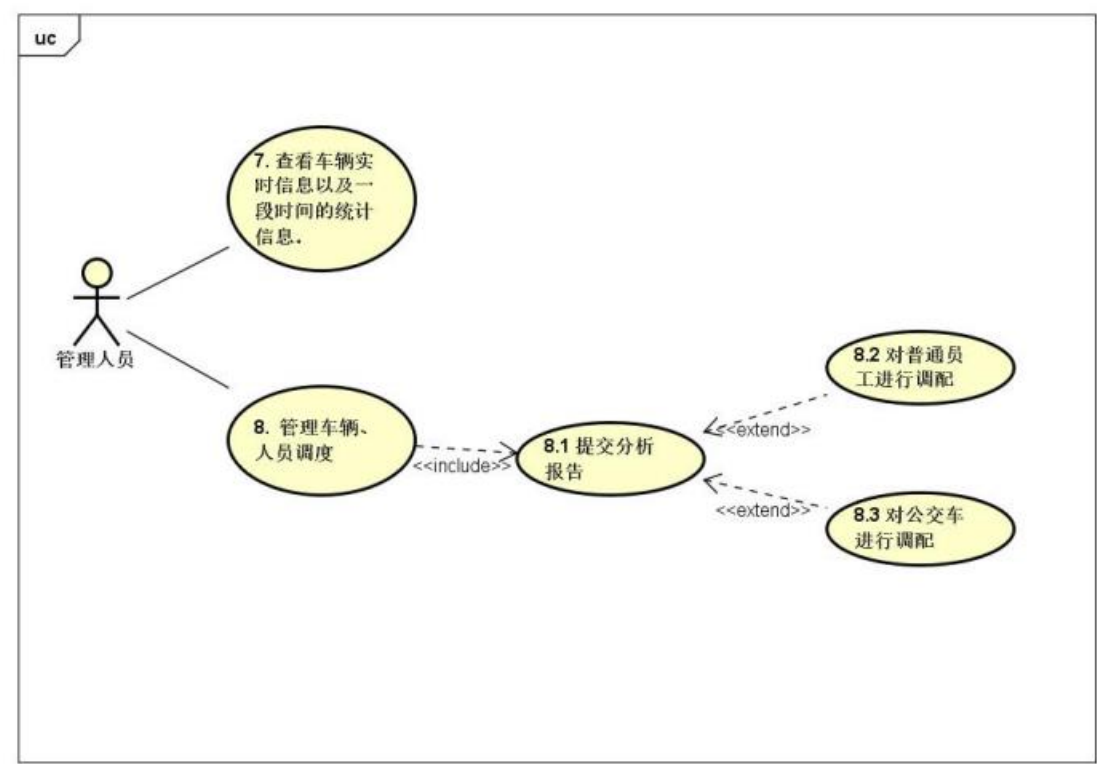 uc
7. 查看车辆实
时信息以及一
段时间的统计
信息.
管理人员
8. 管理车辆、
人员调度
<<include>>
8.1 提交分析
报告
<<extend>>
8.2 对普通员
工进行调配
<<extend>>
8.3 对公交车
进行调配